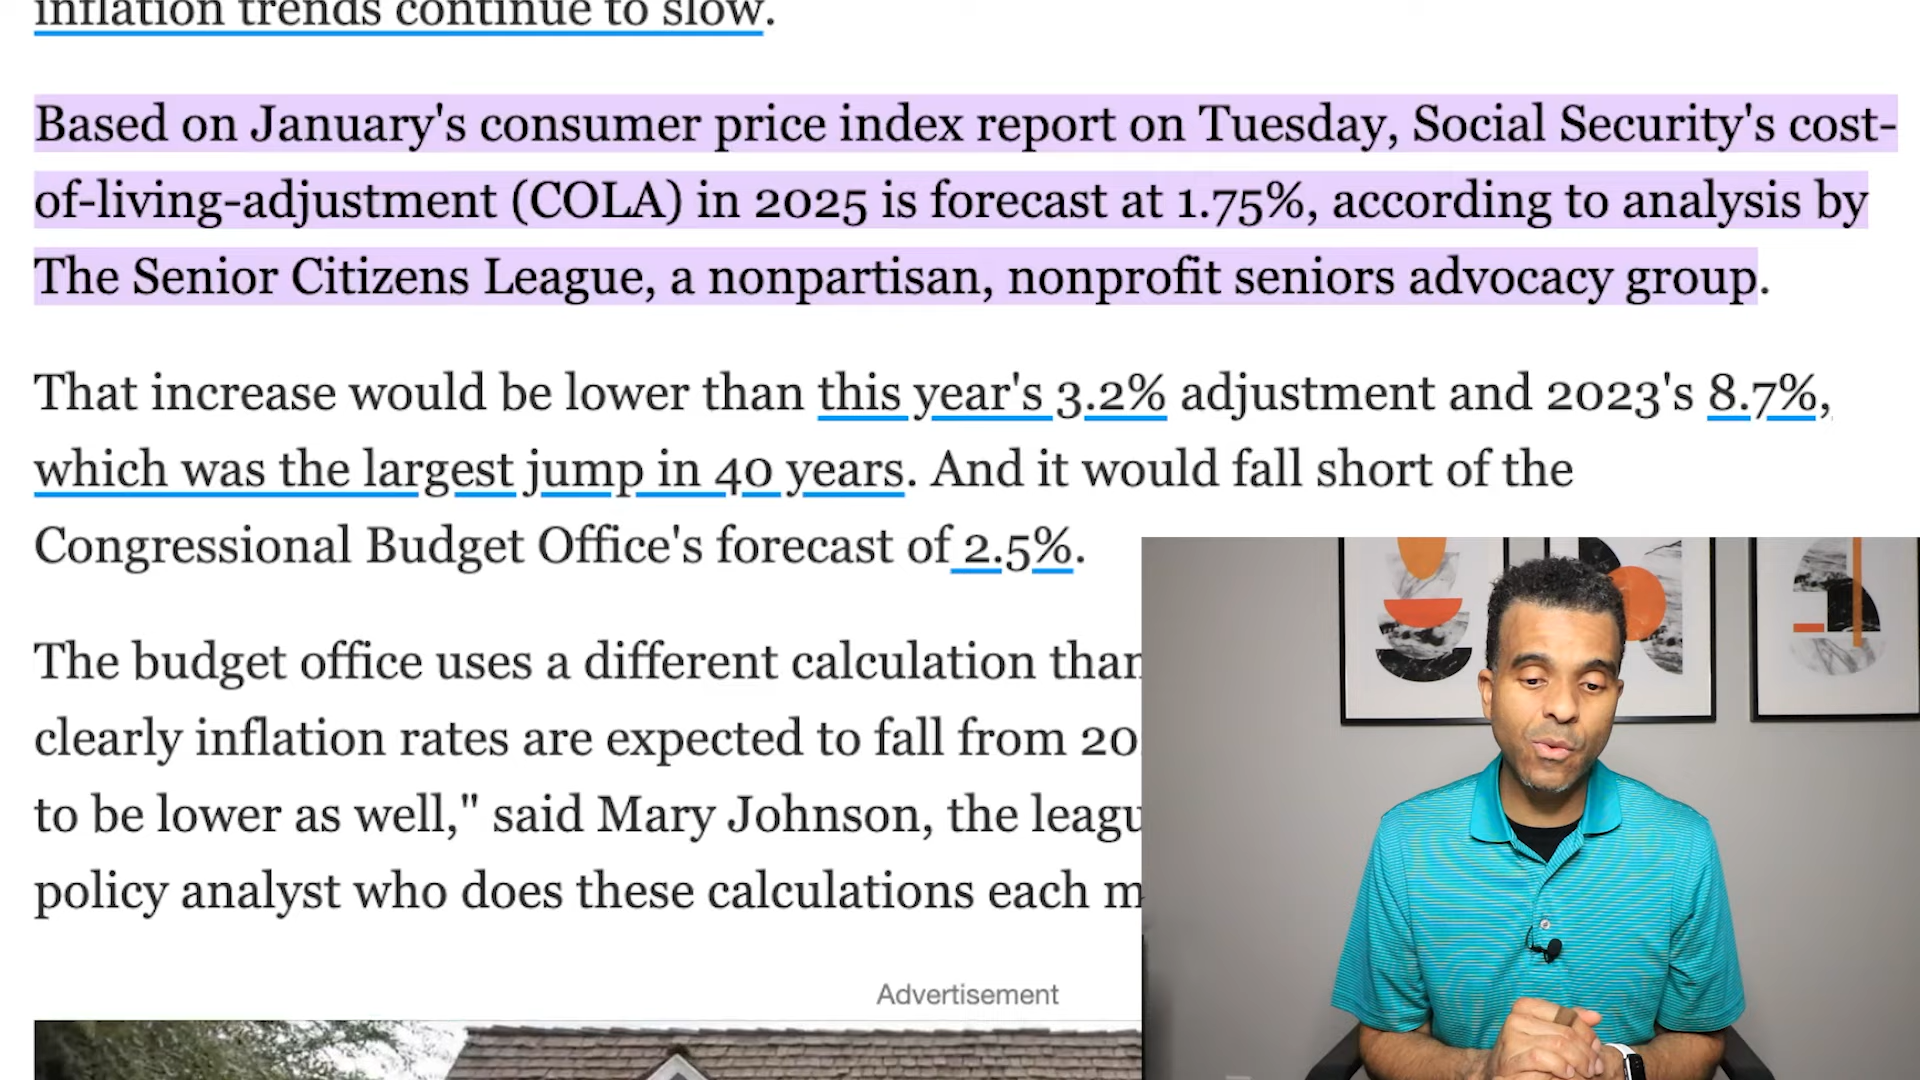 inflation trends continue to slow.
Based on January's consumer price index report on Tuesday, Social Security's cost-
of-living-adjustment (COLA) in 2025 is forecast at 1.75%, according to analysis by
The Senior Citizens League, a nonpartisan, nonprofit seniors advocacy group.
That increase would be lower than this year's 3.2% adjustment and 2023's 8.7%,
which was the largest jump in 40 years. And it would fall short of the
Congressional Budget Office's forecast of 2.5%.
The budget office uses a different calculation than
clearly inflation rates are expected to fall from 20
to be lower as well," said Mary Johnson, the leagu
policy analyst who does these calculations each m
Advertisement